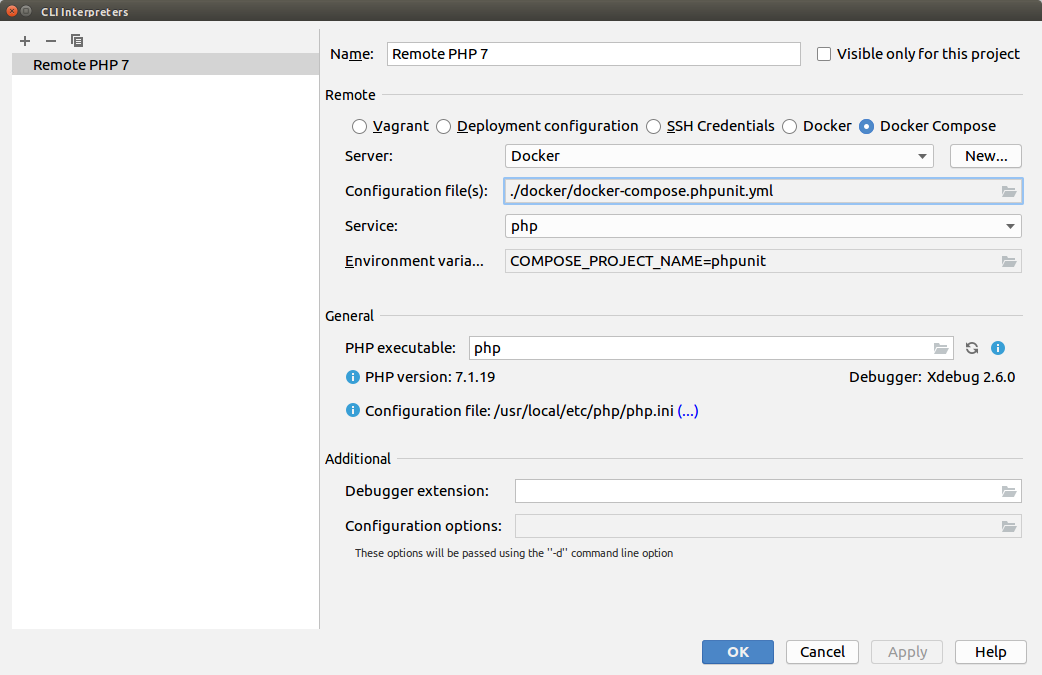 CLI Interpreters
Remote PHP 7
Name: Remote PHP 7 Visible only for this project
Remote
Vagrant Deployment configuration SSH Credentials Docker Docker Compose
Server: Docker New...
Configuration file(s): ./docker/docker-compose.phpunit.yml
Service: php
Environment varia... COMPOSE_PROJECT_NAME=phpunit
General
PHP executable: php
PHP version: 7.1.19 Debugger: Xdebug 2.6.0
Configuration file: /usr/local/etc/php/php.ini (...)
Additional
Debugger extension:
Configuration options:
These options will be passed using the ''-d'' command line option
OK Cancel Apply Help